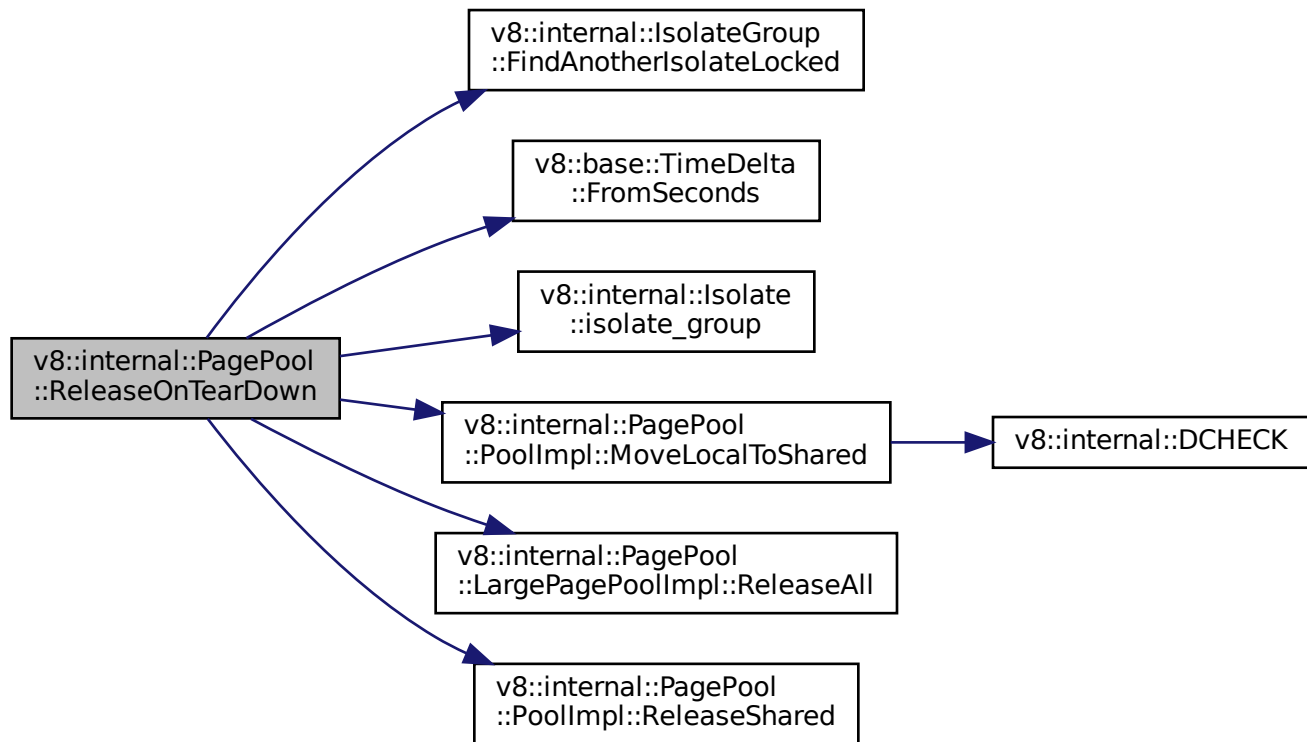 v8::internal::IsolateGroup
::FindAnotherIsolateLocked
v8::base::TimeDelta
::FromSeconds
v8::internal::Isolate
::isolate_group
v8::internal::PagePool
::ReleaseOnTearDown
v8::internal::PagePool
::PoolImpl::MoveLocalToShared
v8::internal::DCHECK
v8::internal::PagePool
::LargePagePoolImpl::ReleaseAll
v8::internal::PagePool
::PoolImpl::ReleaseShared